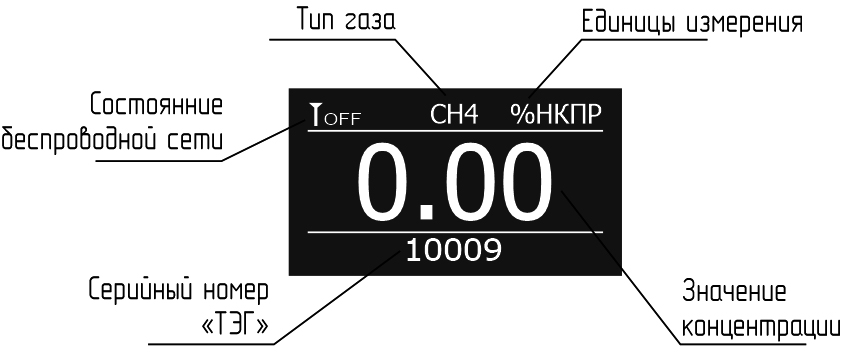 Тип газа
Единицы измерения
Состояние
беспроводной сети
OFF CH4 %НКПР
0.00
10009
Серийный номер
«ТЭГ»
Значение
концентрации